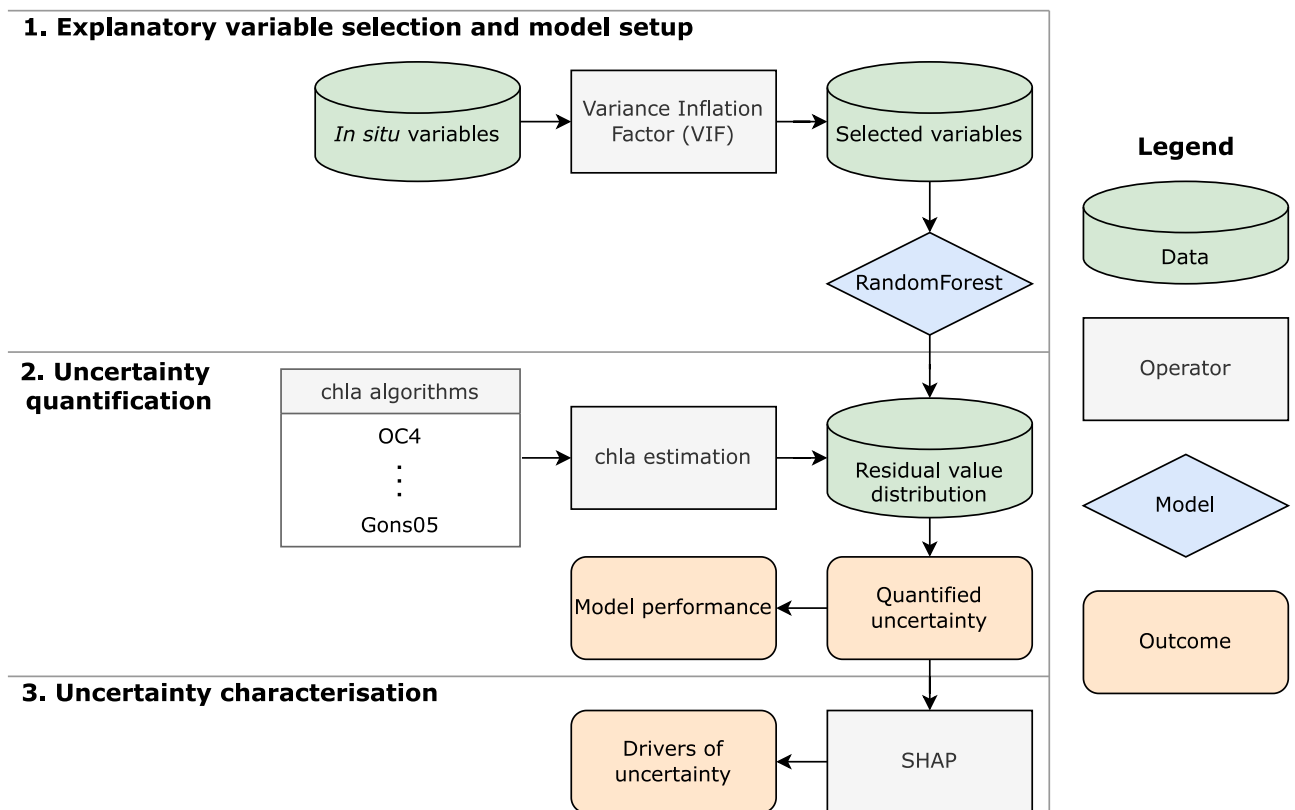 1. Explanatory variable selection and model setup
In situ variables
Variance Inflation
Factor (VIF)
Selected variables
RandomForest
2. Uncertainty
quantification
chla algorithms
OC4
⋮
Gons05
chla estimation
Residual value
distribution
Model performance
Quantified
uncertainty
3. Uncertainty characterisation
Drivers of
uncertainty
SHAP
Legend
Data
Operator
Model
Outcome